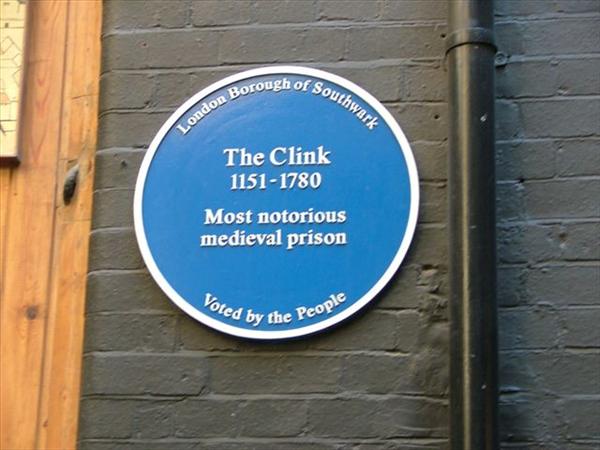 London Borough of Southwark
The Clink
1151-1780
Most notorious
medieval prison
Voted by the People